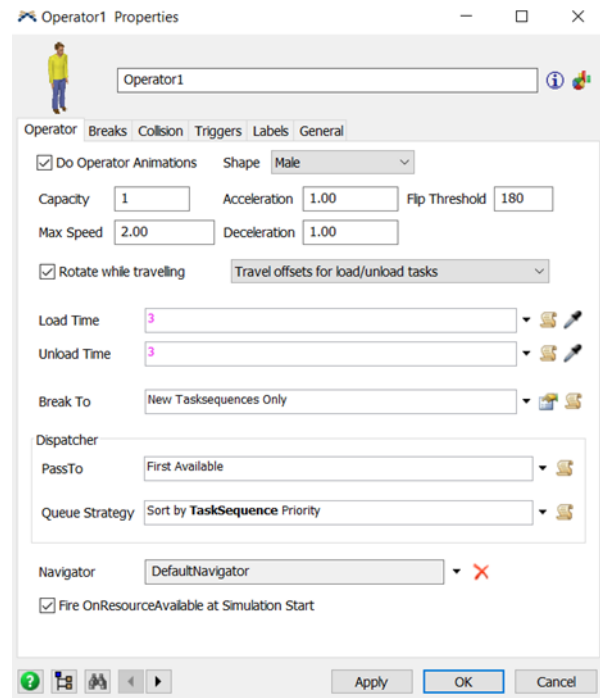 Operator1 Properties
Operator1
Operator Breaks Collision Triggers Labels General
Do Operator Animations Shape Male
Capacity 1 Acceleration 1.00 Flip Threshold 180
Max Speed 2.00 Deceleration 1.00
Rotate while travelling Travel offsets for load/unload tasks
Load Time 3
Unload Time 3
Break To New Tasksequences Only
Dispatcher
PassTo First Available
Queue Strategy Sort by TaskSequence Priority
Navigator DefaultNavigator
Fire OnResourceAvailable at Simulation Start
Apply OK Cancel